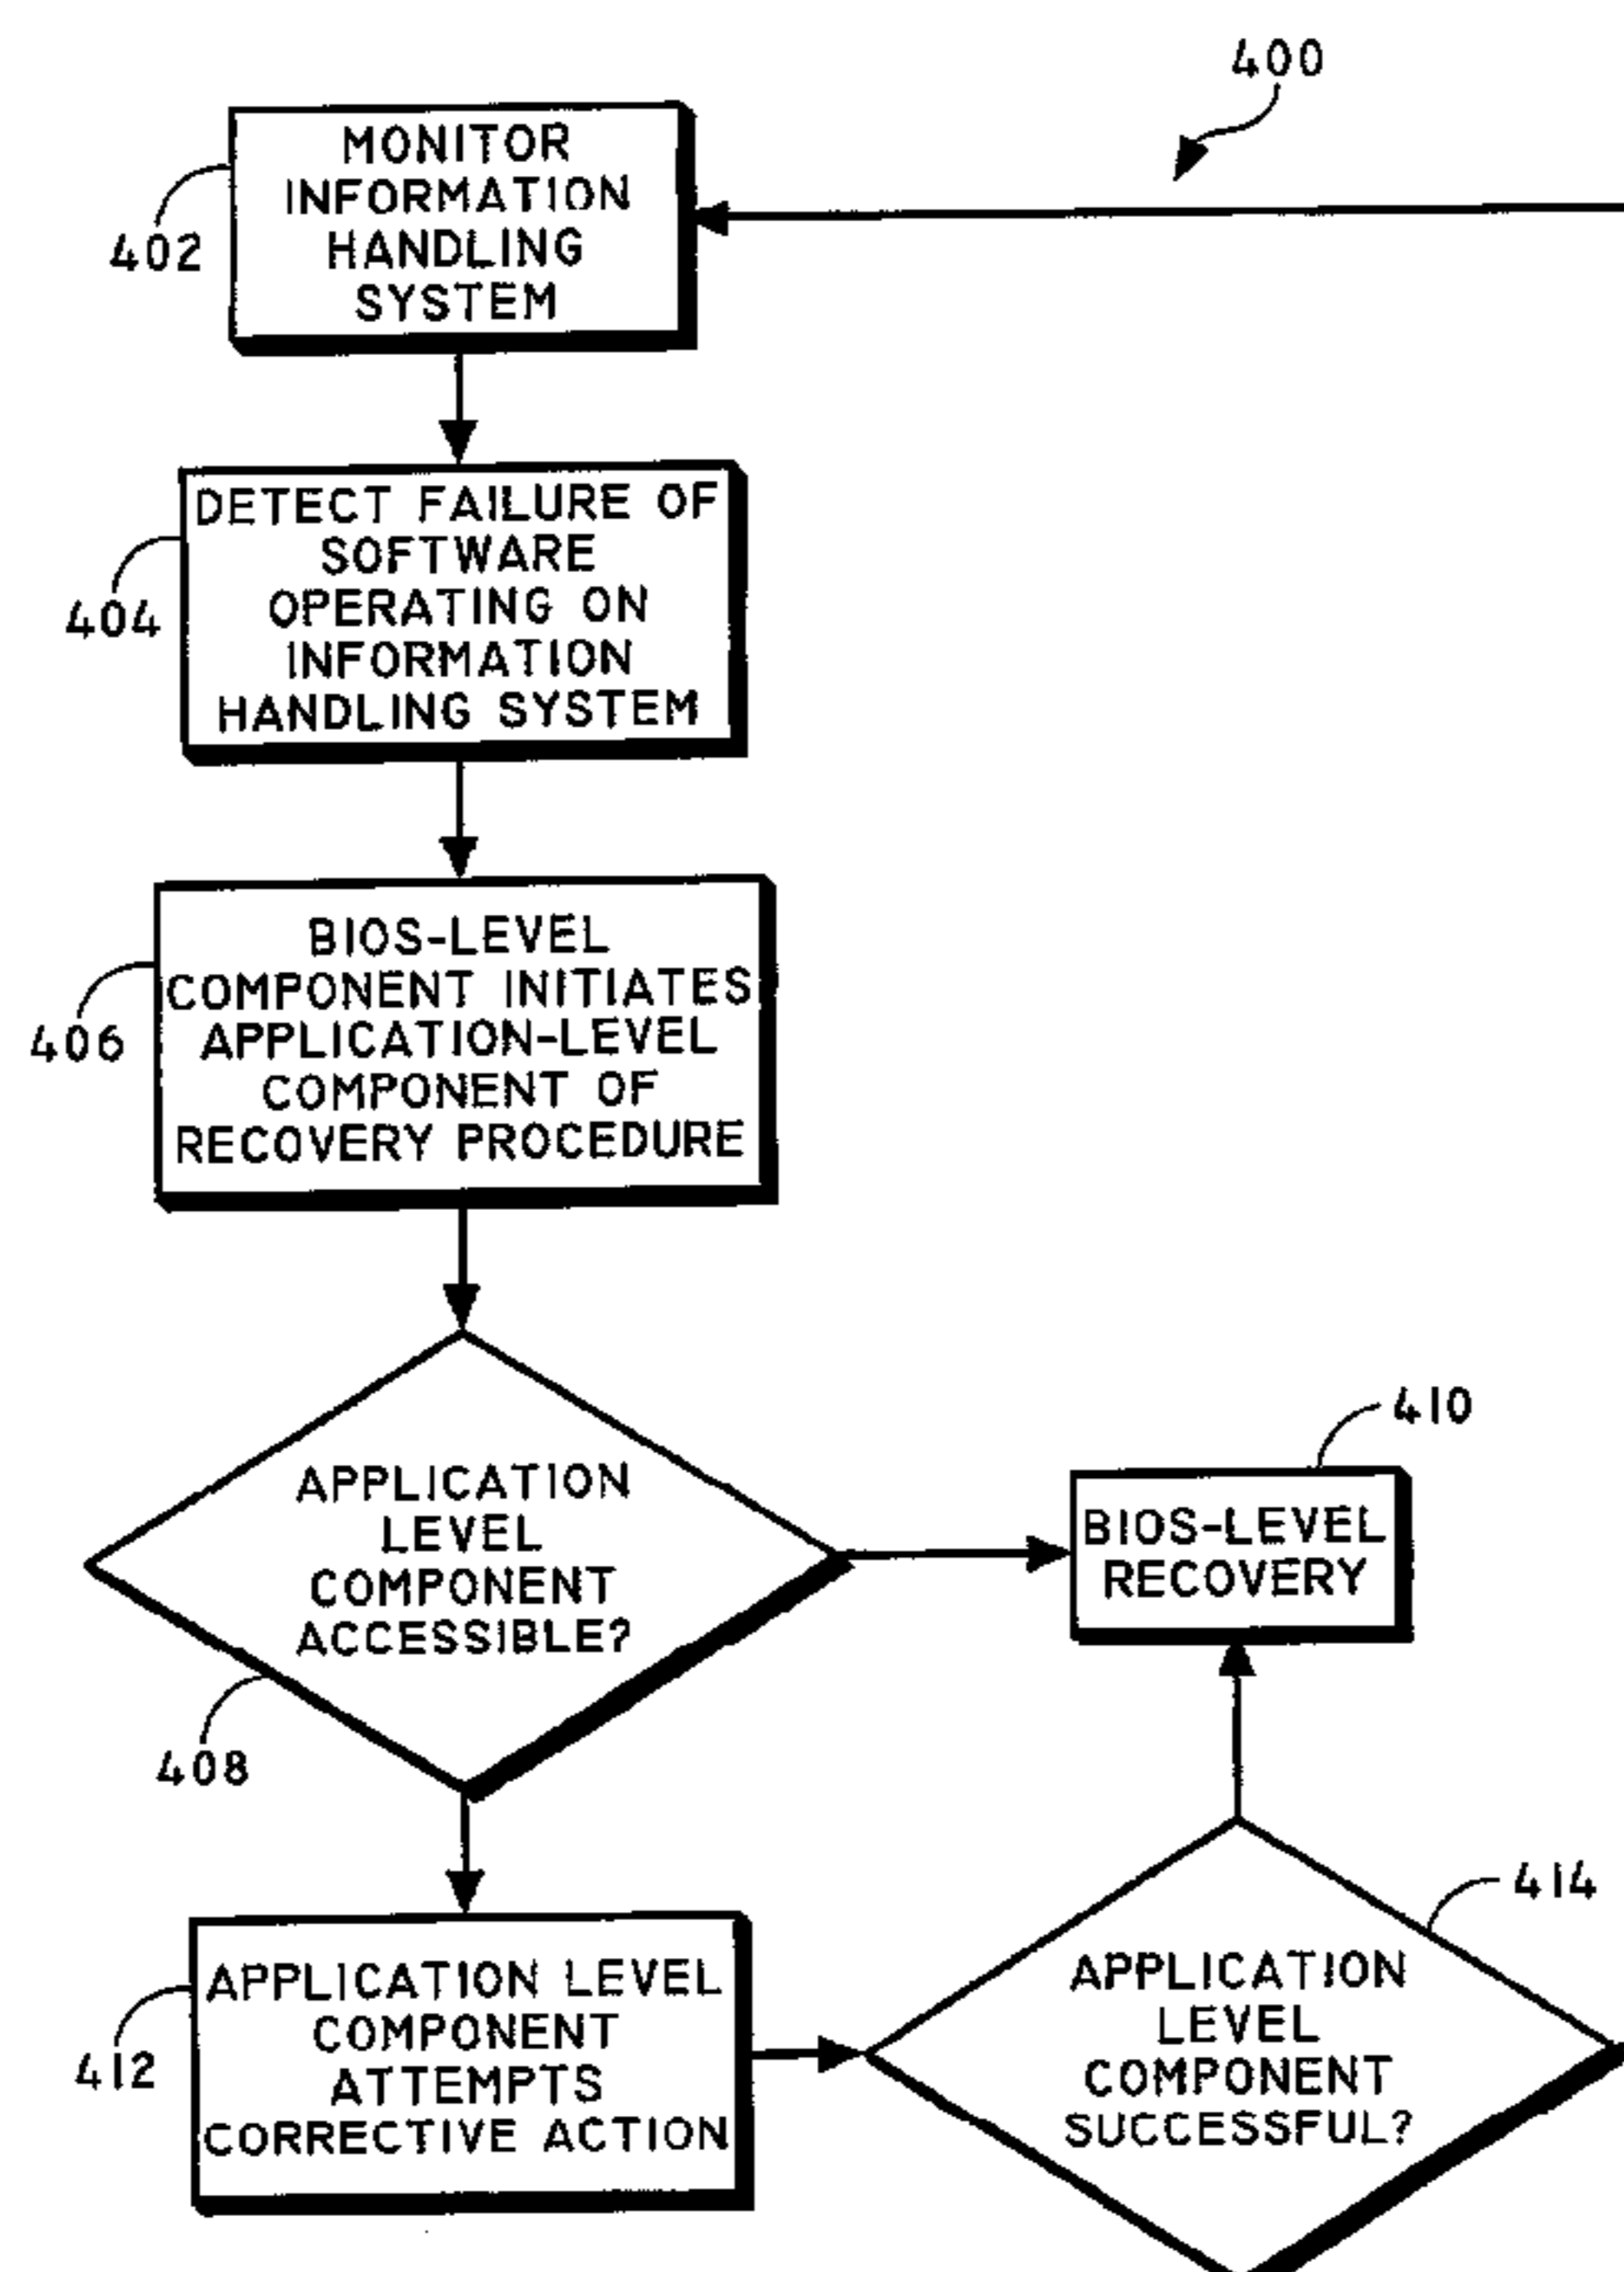 400
MONITOR
INFORMATION
HANDLING
SYSTEM
402
DETECT FAILURE OF
SOFTWARE
OPERATING ON
INFORMATION
HANDLING SYSTEM
404
BIOS-LEVEL
COMPONENT INITIATES
APPLICATION-LEVEL
COMPONENT OF
RECOVERY PROCEDURE
406
APPLICATION
LEVEL
COMPONENT
ACCESSIBLE?
408
410
BIOS-LEVEL
RECOVERY
APPLICATION LEVEL
COMPONENT
ATTEMPTS
CORRECTIVE ACTION
412
414
APPLICATION
LEVEL
COMPONENT
SUCCESSFUL?